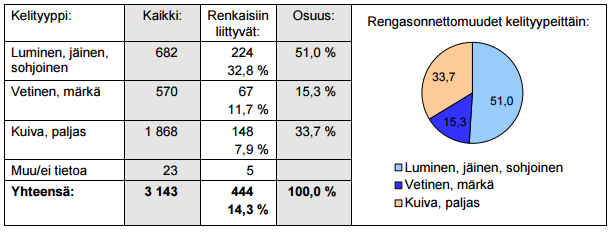 Kelityyppi: Kaikki: Renkaisiin liittyvät: Osuus:
Luminen, jäinen, sohjoinen 682 224 32,8 % 51,0 %
Vetinen, märkä 570 67 11,7 % 15,3 %
Kuiva, paljas 1 868 148 7,9 % 33,7 %
Muu/ei tietoa 23 5
Yhteensä: 3 143 444 14,3 % 100,0 %
Rengasonnettomuudet kelityypeittäin:
33,7
51,0
15,3
Luminen, jäinen, sohjoinen
Vetinen, märkä
Kuiva, paljas